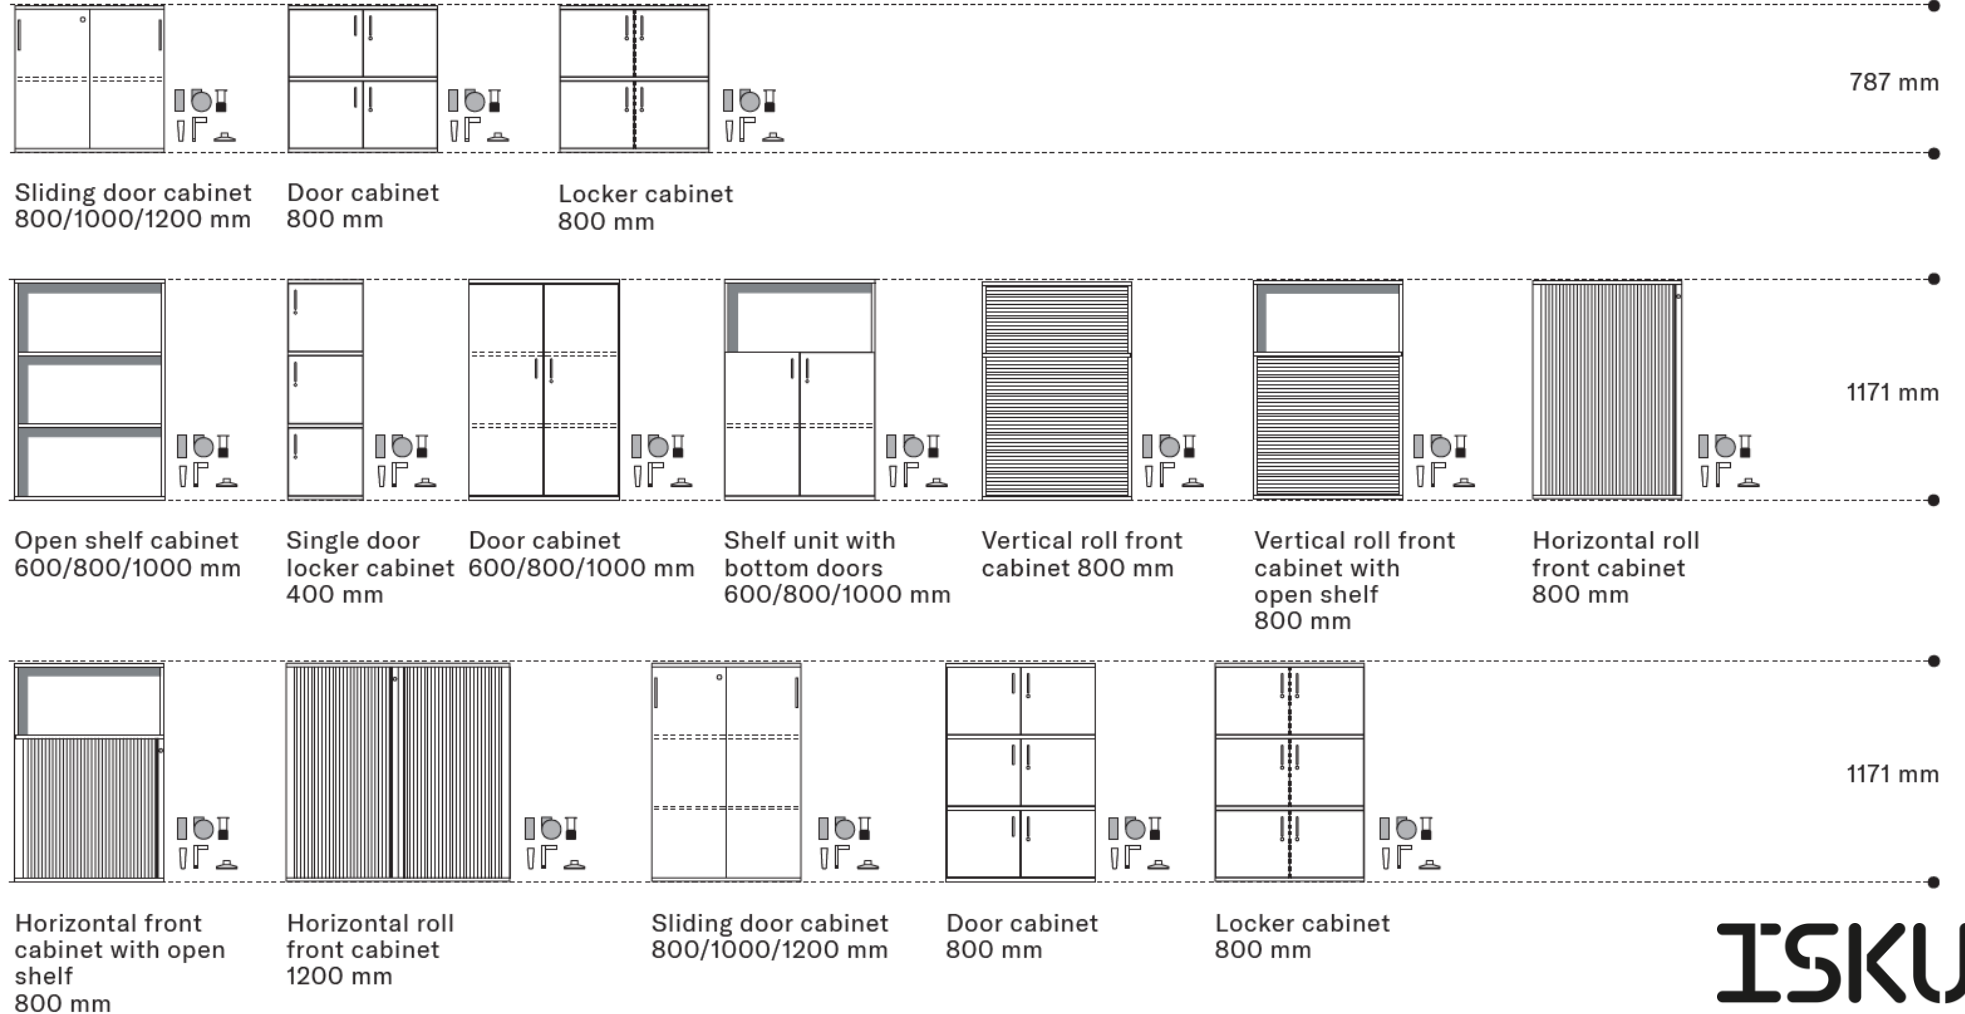 787 mm
Sliding door cabinet
800/1000/1200 mm
Door cabinet
800 mm
Locker cabinet
800 mm
1171 mm
Open shelf cabinet
600/800/1000 mm
Single door
locker cabinet
400 mm
Door cabinet
600/800/1000 mm
Shelf unit with
bottom doors
600/800/1000 mm
Vertical roll front
cabinet 800 mm
Vertical roll front
cabinet with
open shelf
800 mm
Horizontal roll
front cabinet
800 mm
1171 mm
Horizontal front
cabinet with open
shelf
800 mm
Horizontal roll
front cabinet
1200 mm
Sliding door cabinet
800/1000/1200 mm
Door cabinet
800 mm
Locker cabinet
800 mm
ISKU